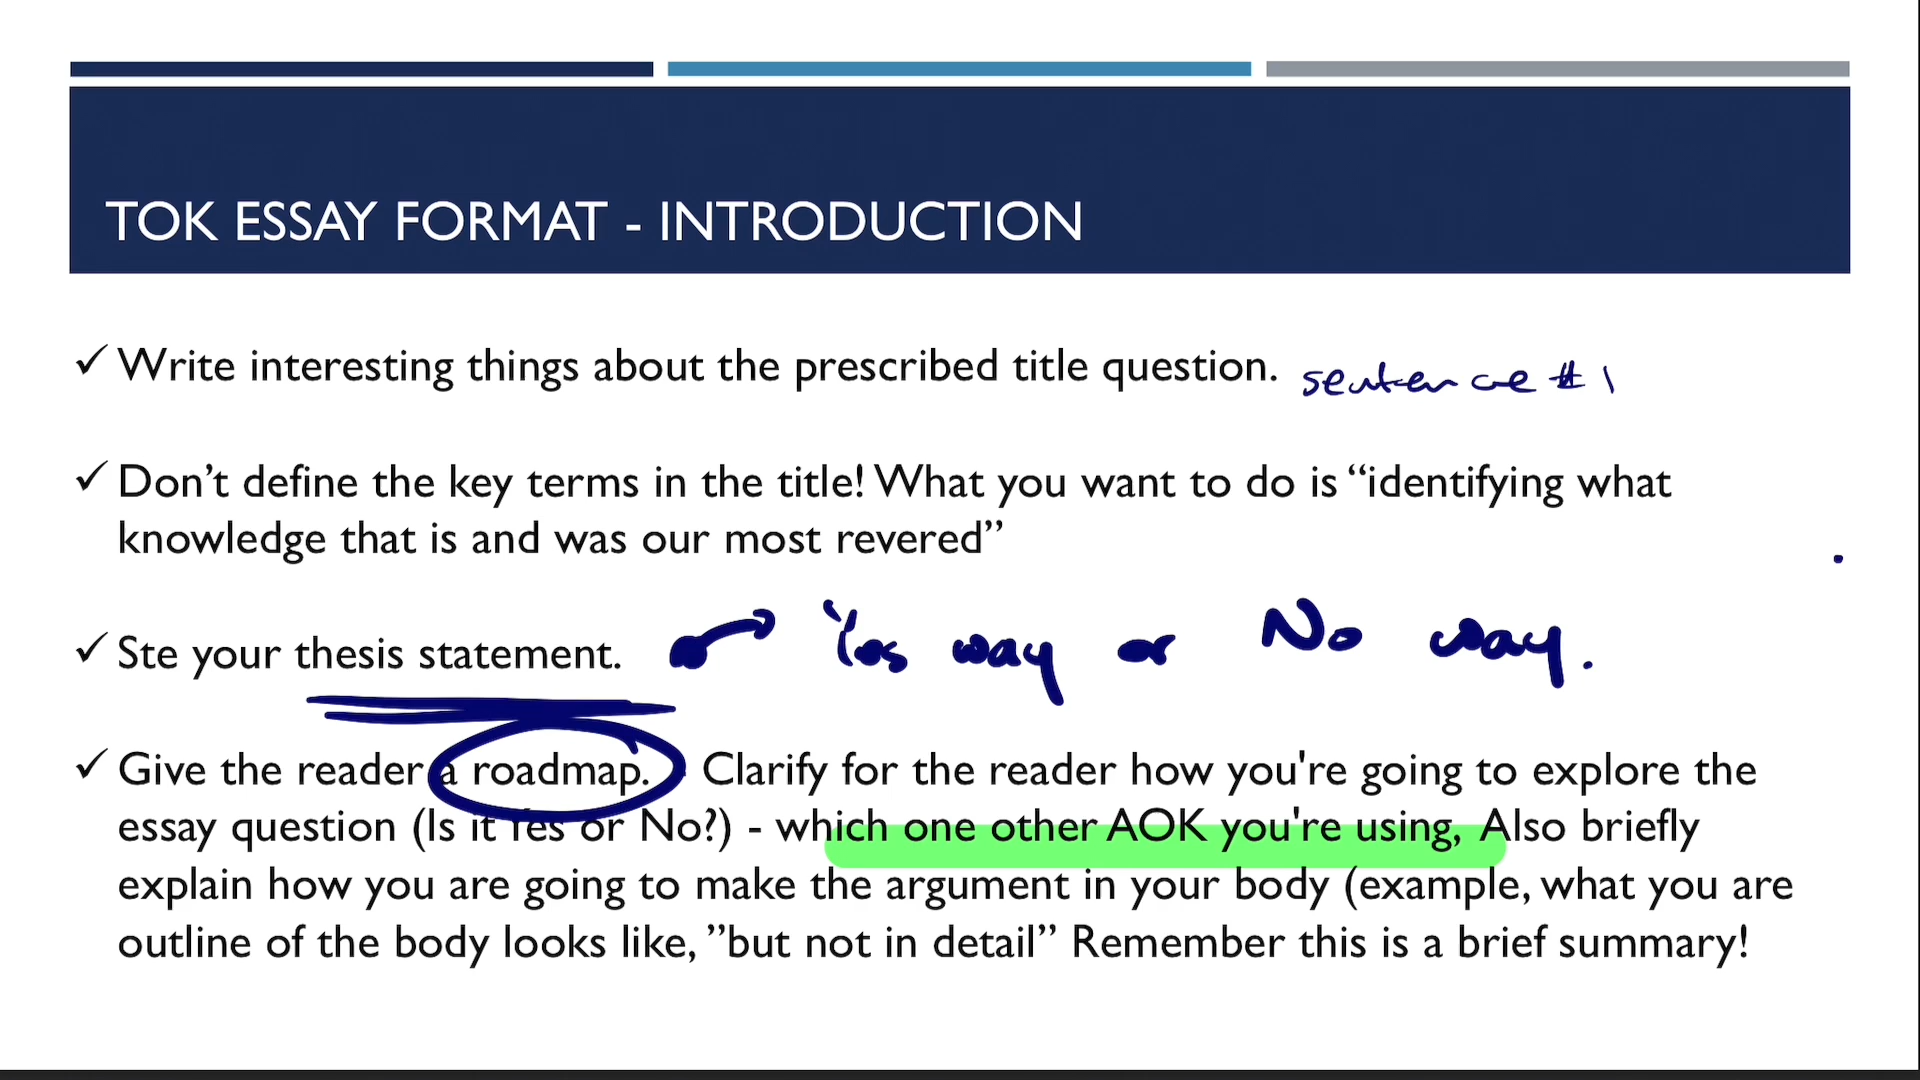 TOK ESSAY FORMAT - INTRODUCTION
✓ Write interesting things about the prescribed title question. sentence #1
✓ Don’t define the key terms in the title! What you want to do is “identifying what
knowledge that is and was our most revered”
✓ Ste your thesis statement. Yes way or No way.
✓ Give the reader a roadmap. Clarify for the reader how you're going to explore the
essay question (Is it Yes or No?) - which one other AOK you're using, Also briefly
explain how you are going to make the argument in your body (example, what you are
outline of the body looks like, ”but not in detail” Remember this is a brief summary!